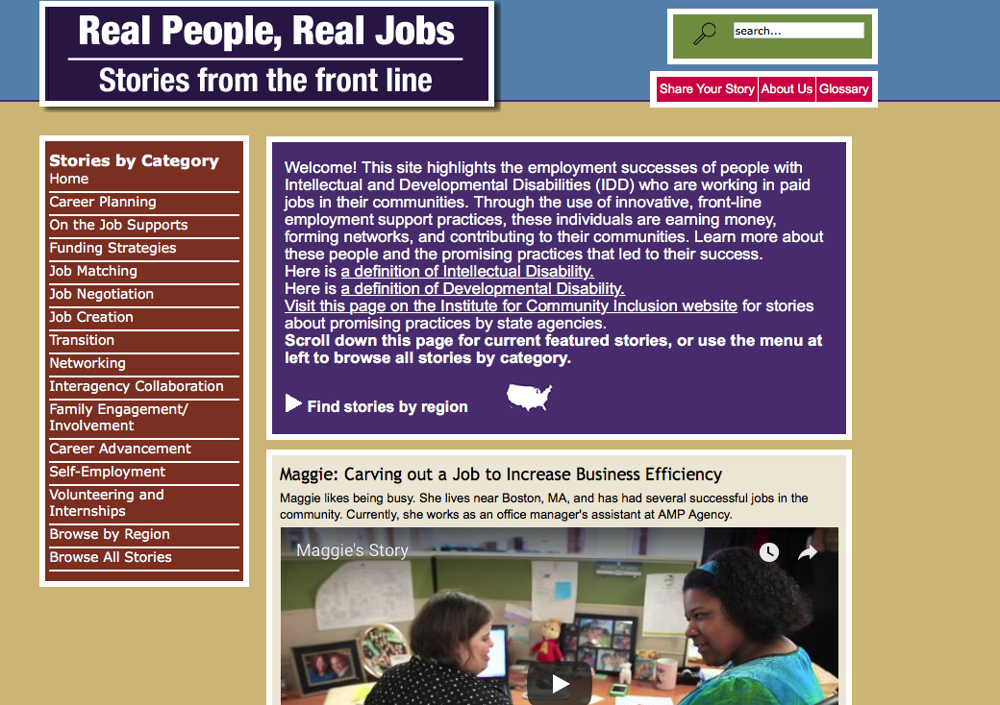 Real People, Real Jobs
Stories from the front line
search...
Share Your Story
About Us
Glossary
Stories by Category
Home
Career Planning
On the Job Supports
Funding Strategies
Job Matching
Job Negotiation
Job Creation
Transition
Networking
Interagency Collaboration
Family Engagement/
Involvement
Career Advancement
Self-Employment
Volunteering and
Internships
Browse by Region
Browse All Stories
Welcome! This site highlights the employment successes of people with
Intellectual and Developmental Disabilities (IDD) who are working in paid
jobs in their communities. Through the use of innovative, front-line
employment support practices, these individuals are earning money,
forming networks, and contributing to their communities. Learn more about
these people and the promising practices that led to their success.
Here is a definition of Intellectual Disability.
Here is a definition of Developmental Disability.
Visit this page on the Institute for Community Inclusion website for stories
about promising practices by state agencies.
Scroll down this page for current featured stories, or use the menu at
left to browse all stories by category.
Find stories by region
Maggie: Carving out a Job to Increase Business Efficiency
Maggie likes being busy. She lives near Boston, MA, and has had several successful jobs in the
community. Currently, she works as an office manager's assistant at AMP Agency.
Maggie's Story